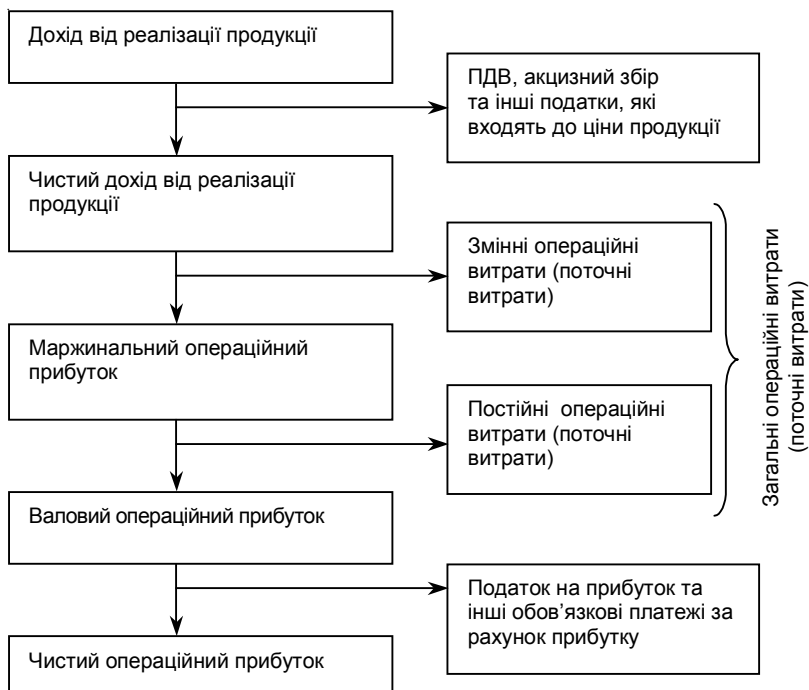 Дохід від реалізації продукції
ПДВ, акцизний збір
та інші податки, які
входять до ціни продукції
Чистий дохід від реалізації
продукції
Змінні операційні
витрати (поточні
витрати)
Маржинальний операційний
прибуток
Постійні операційні
витрати (поточні
витрати)
Загальні операційні витрати
(поточні витрати)
Валовий операційний прибуток
Податок на прибуток та
інші обов’язкові платежі за
рахунок прибутку
Чистий операційний прибуток